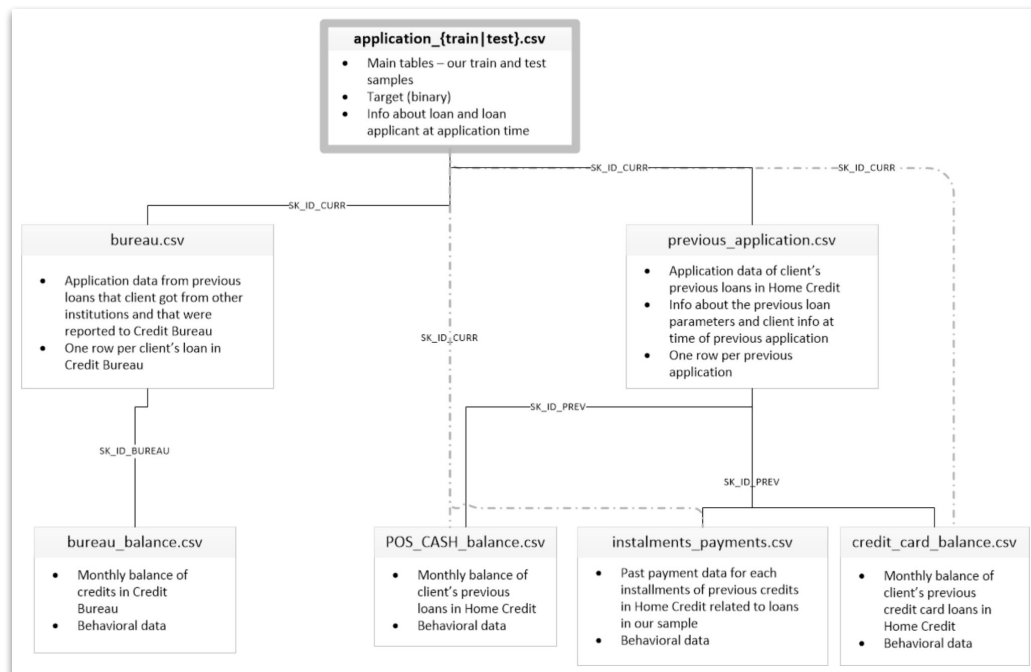 application_{train|test}.csv
• Main tables – our train and test
samples
• Target (binary)
• Info about loan and loan
applicant at application time
SK_ID_CURR
SK_ID_CURR
SK_ID_CURR
bureau.csv
• Application data from previous
loans that client got from other
institutions and that were
reported to Credit Bureau
• One row per client's loan in
Credit Bureau
SK_ID_CURR
previous_application.csv
• Application data of client's
previous loans in Home Credit
• Info about the previous loan
parameters and client info at
time of previous application
• One row per previous
application
SK_ID_PREV
SK_ID_BUREAU
SK_ID_PREV
bureau_balance.csv
• Monthly balance of
credits in Credit
Bureau
• Behavioral data
POS_CASH_balance.csv
• Monthly balance of
client's previous
loans in Home Credit
• Behavioral data
instalments_payments.csv
• Past payment data for each
installments of previous credits
in Home Credit related to loans
in our sample
• Behavioral data
credit_card_balance.csv
• Monthly balance of
client's previous
credit card loans in
Home Credit
• Behavioral data